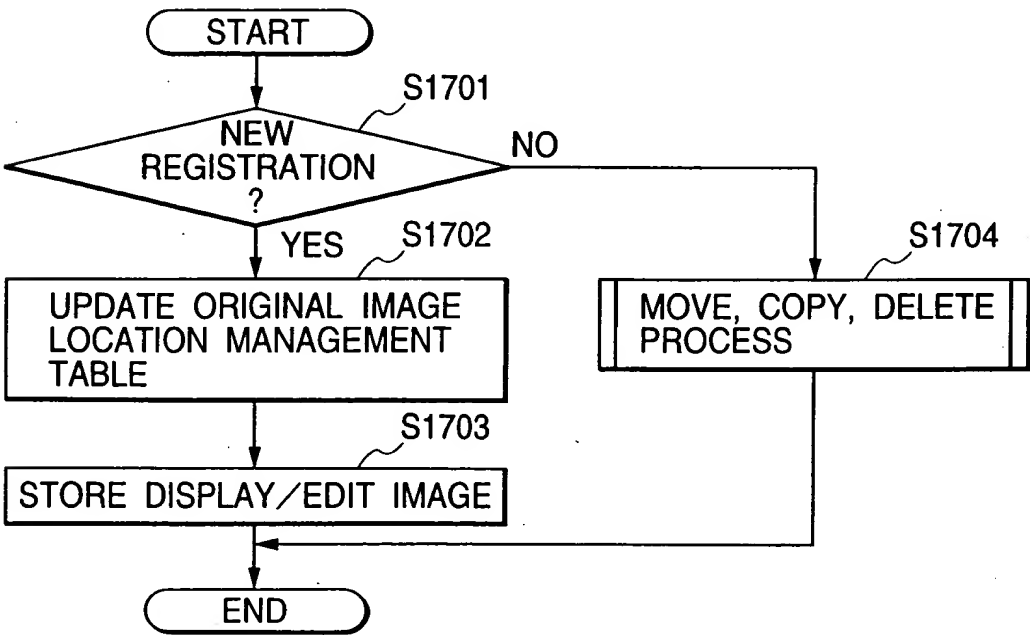 START
S1701
NEW
REGISTRATION
?
NO
YES
S1702
UPDATE ORIGINAL IMAGE
LOCATION MANAGEMENT
TABLE
S1704
MOVE, COPY, DELETE
PROCESS
S1703
STORE DISPLAY/EDIT IMAGE
END